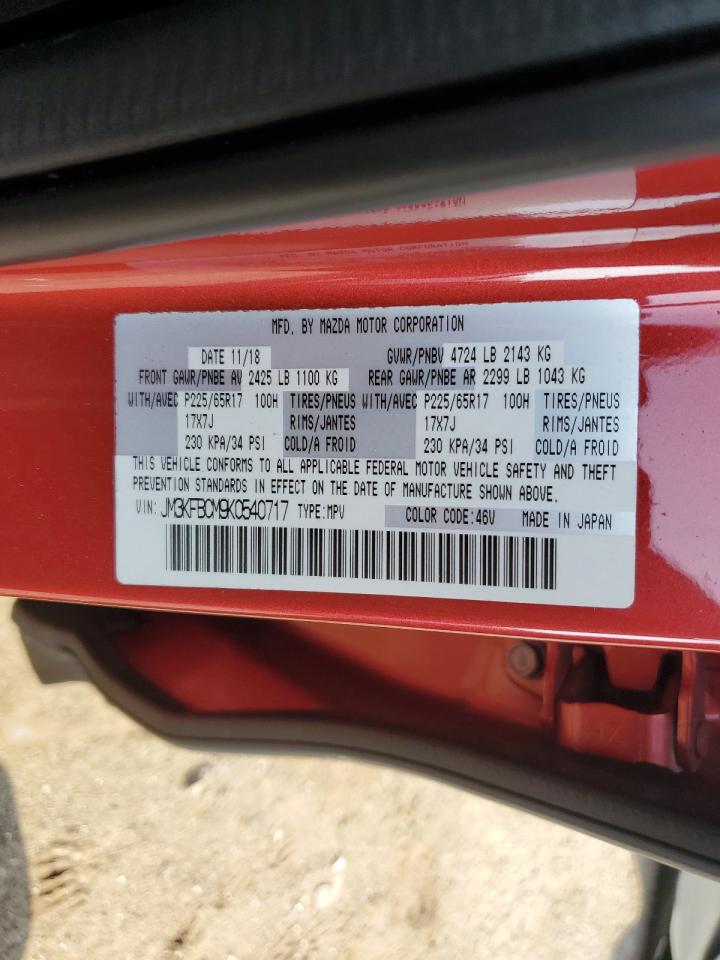 MFD. BY MAZDA MOTOR CORPORATION
DATE 11/18 GVWR/PNBV 4724 LB 2143 KG
FRONT GAWR/PNBE AV 2425 LB 1100 KG REAR GAWR/PNBE AR 2299 LB 1043 KG
WITH/AVEC P225/65R17 100H TIRES/PNEUS WITH/AVEC P225/65R17 100H TIRES/PNEUS
17X7J RIMS/JANTES 17X7J RIMS/JANTES
230 KPA/34 PSI COLD/A FROID 230 KPA/34 PSI COLD/A FROID
THIS VEHICLE CONFORMS TO ALL APPLICABLE FEDERAL MOTOR VEHICLE SAFETY AND THEFT
PREVENTION STANDARDS IN EFFECT ON THE DATE OF MANUFACTURE SHOWN ABOVE.
VIN: JM3KFBCM9K0540717 TYPE:MPV COLOR CODE:46V MADE IN JAPAN